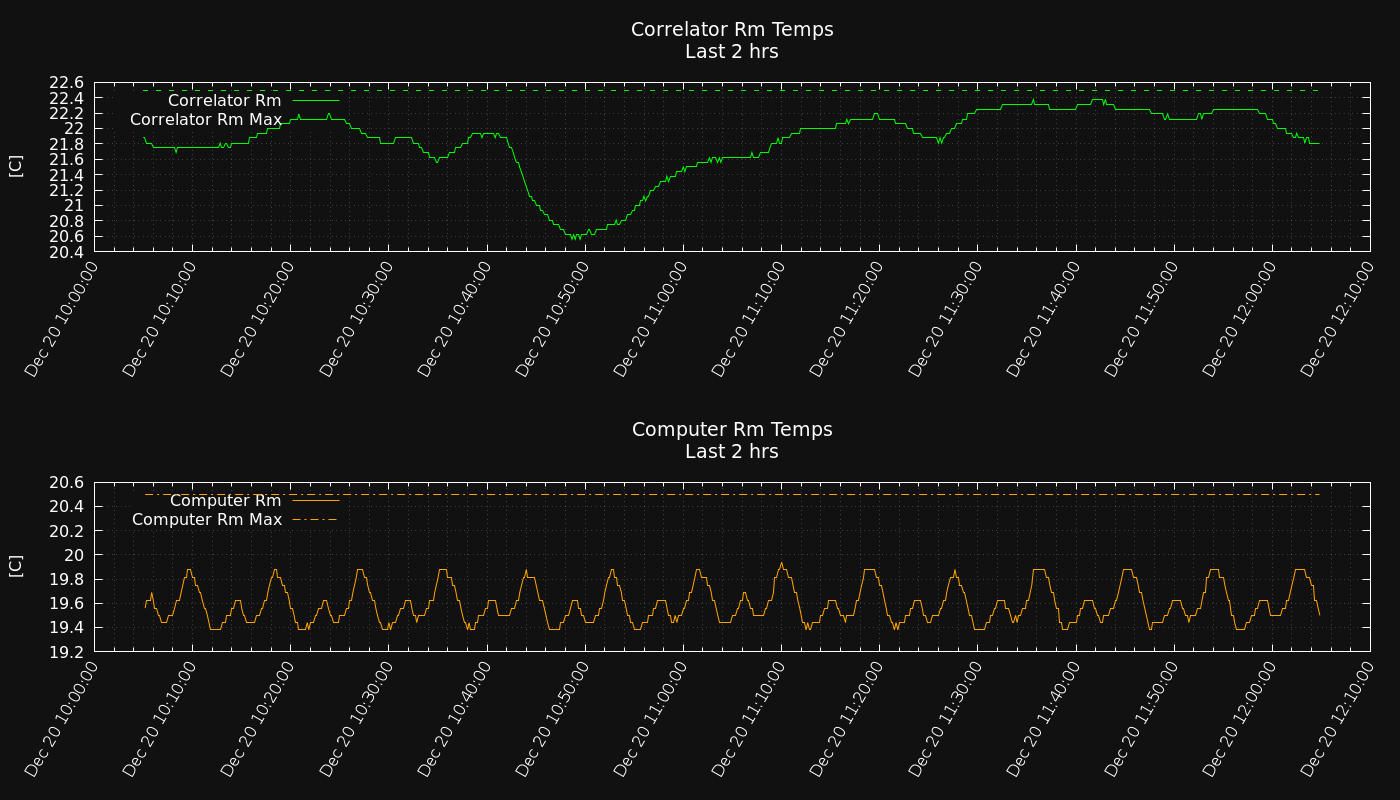 Correlator Rm Temps
Last 2 hrs
22.6
22.4
22.2
22
21.8
21.6
21.4
21.2
21
20.8
20.6
20.4
[C]
Correlator Rm
Correlator Rm Max
Dec 20 10:00:00
Dec 20 10:10:00
Dec 20 10:20:00
Dec 20 10:30:00
Dec 20 10:40:00
Dec 20 10:50:00
Dec 20 11:00:00
Dec 20 11:10:00
Dec 20 11:20:00
Dec 20 11:30:00
Dec 20 11:40:00
Dec 20 11:50:00
Dec 20 12:00:00
Dec 20 12:10:00
Computer Rm Temps
Last 2 hrs
20.6
20.4
20.2
20
19.8
19.6
19.4
19.2
[C]
Computer Rm
Computer Rm Max
Dec 20 10:00:00
Dec 20 10:10:00
Dec 20 10:20:00
Dec 20 10:30:00
Dec 20 10:40:00
Dec 20 10:50:00
Dec 20 11:00:00
Dec 20 11:10:00
Dec 20 11:20:00
Dec 20 11:30:00
Dec 20 11:40:00
Dec 20 11:50:00
Dec 20 12:00:00
Dec 20 12:10:00